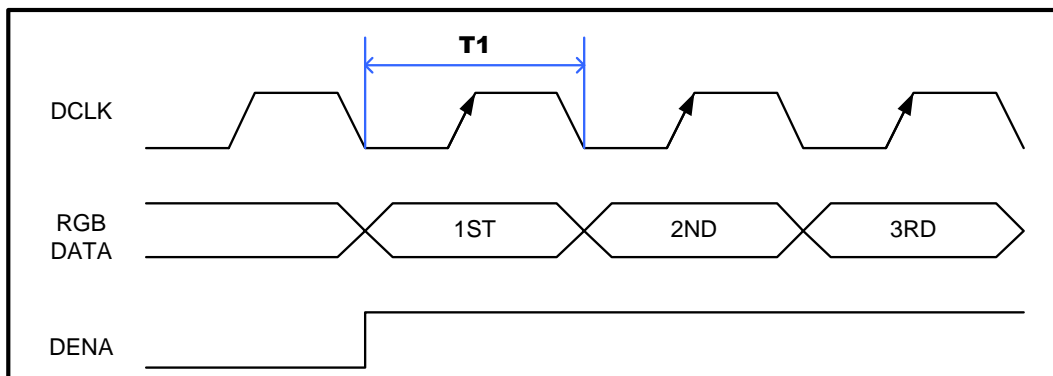 T1
DCLK
RGB
DATA
1ST
2ND
3RD
DENA